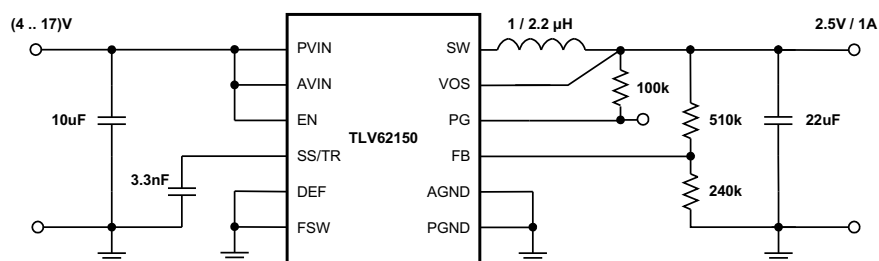 (4 .. 17)V
1 / 2.2 µH
2.5V / 1A
PVIN
SW
AVIN
VOS
100k
10uF
EN
PG
510k
22uF
TLV62150
SS/TR
FB
3.3nF
DEF
AGND
240k
FSW
PGND